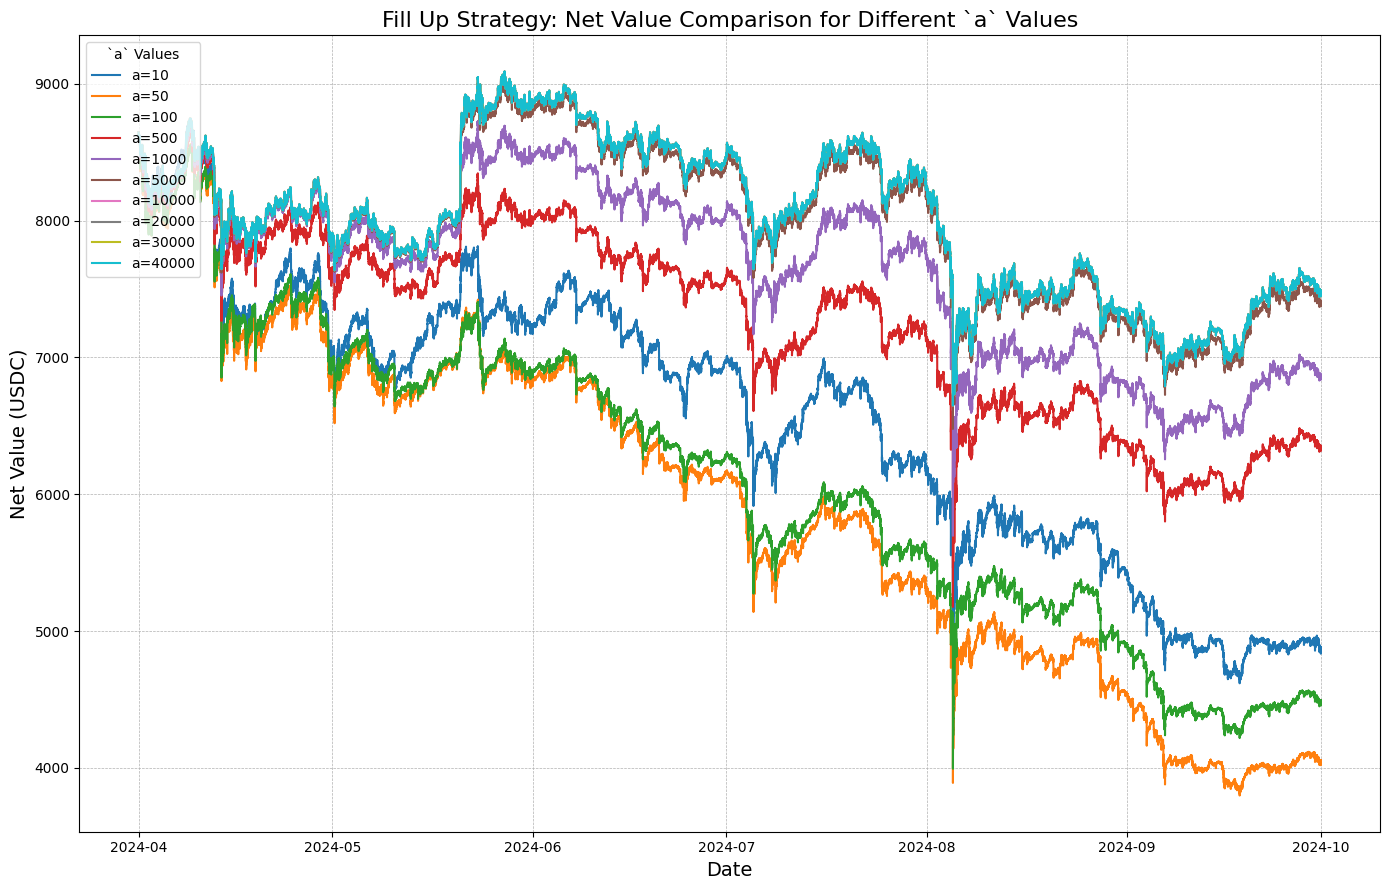 Fill Up Strategy: Net Value Comparison for Different `a` Values
`a` Values
a=10
a=50
a=100
a=500
a=1000
a=5000
a=10000
a=20000
a=30000
a=40000
Net Value (USDC)
9000
8000
7000
6000
5000
4000
2024-04
2024-05
2024-06
2024-07
2024-08
2024-09
2024-10
Date